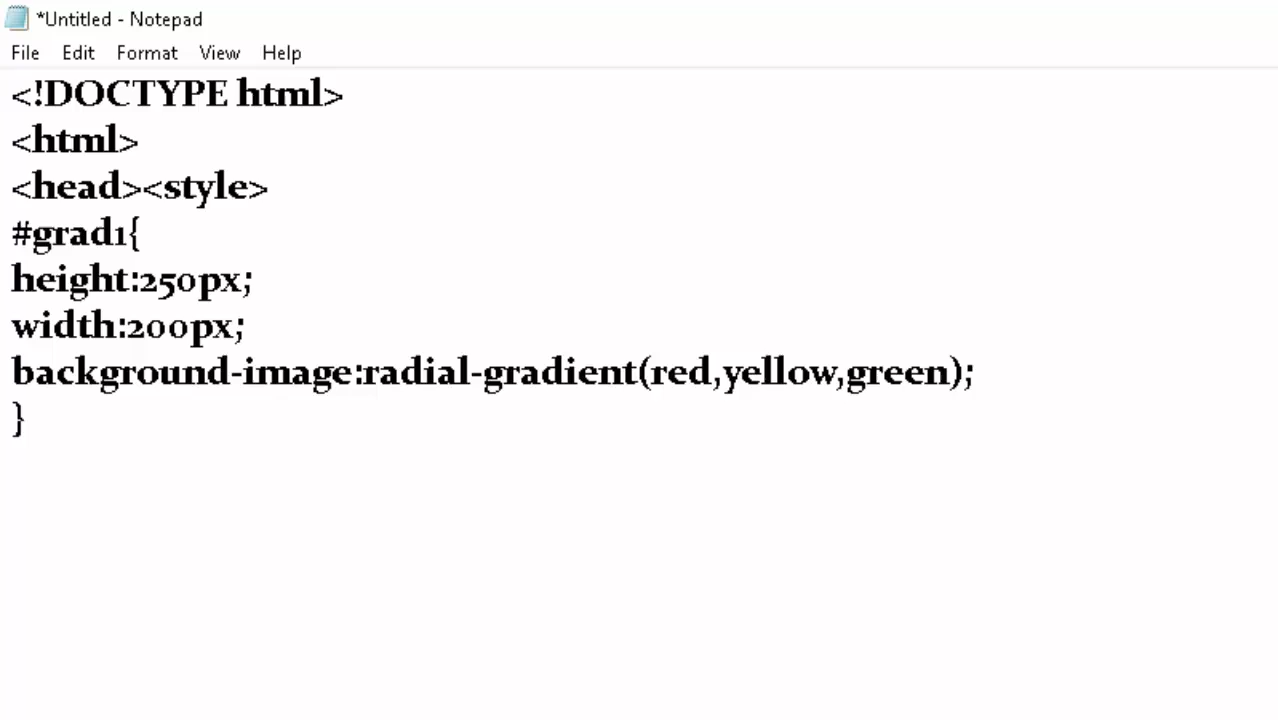 *Untitled - Notepad
File Edit Format View Help
<!DOCTYPE html>
<html>
<head><style>
#grad1{
height:250px;
width:200px;
background-image:radial-gradient(red,yellow,green);
}